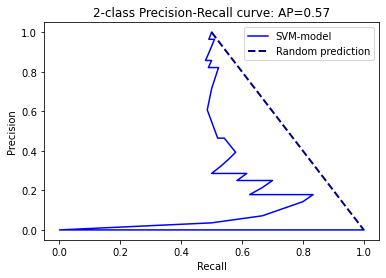 2-class Precision-Recall curve: AP=0.57
SVM-model
Random prediction
Precision
1.0
0.8
0.6
0.4
0.2
0.0
0.0 0.2 0.4 0.6 0.8 1.0
Recall